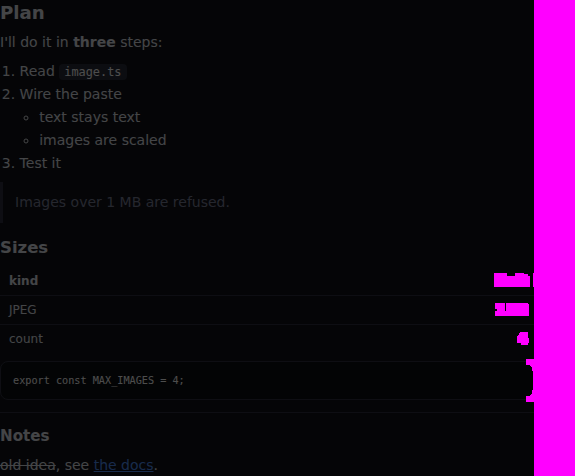 Plan
I'll do it in three steps:
1. Read image.ts
2. Wire the paste
◦ text stays text
◦ images are scaled
3. Test it
Images over 1 MB are refused.
Sizes
kind
JPEG
count
export const MAX_IMAGES = 4;
Notes
old idea, see the docs.